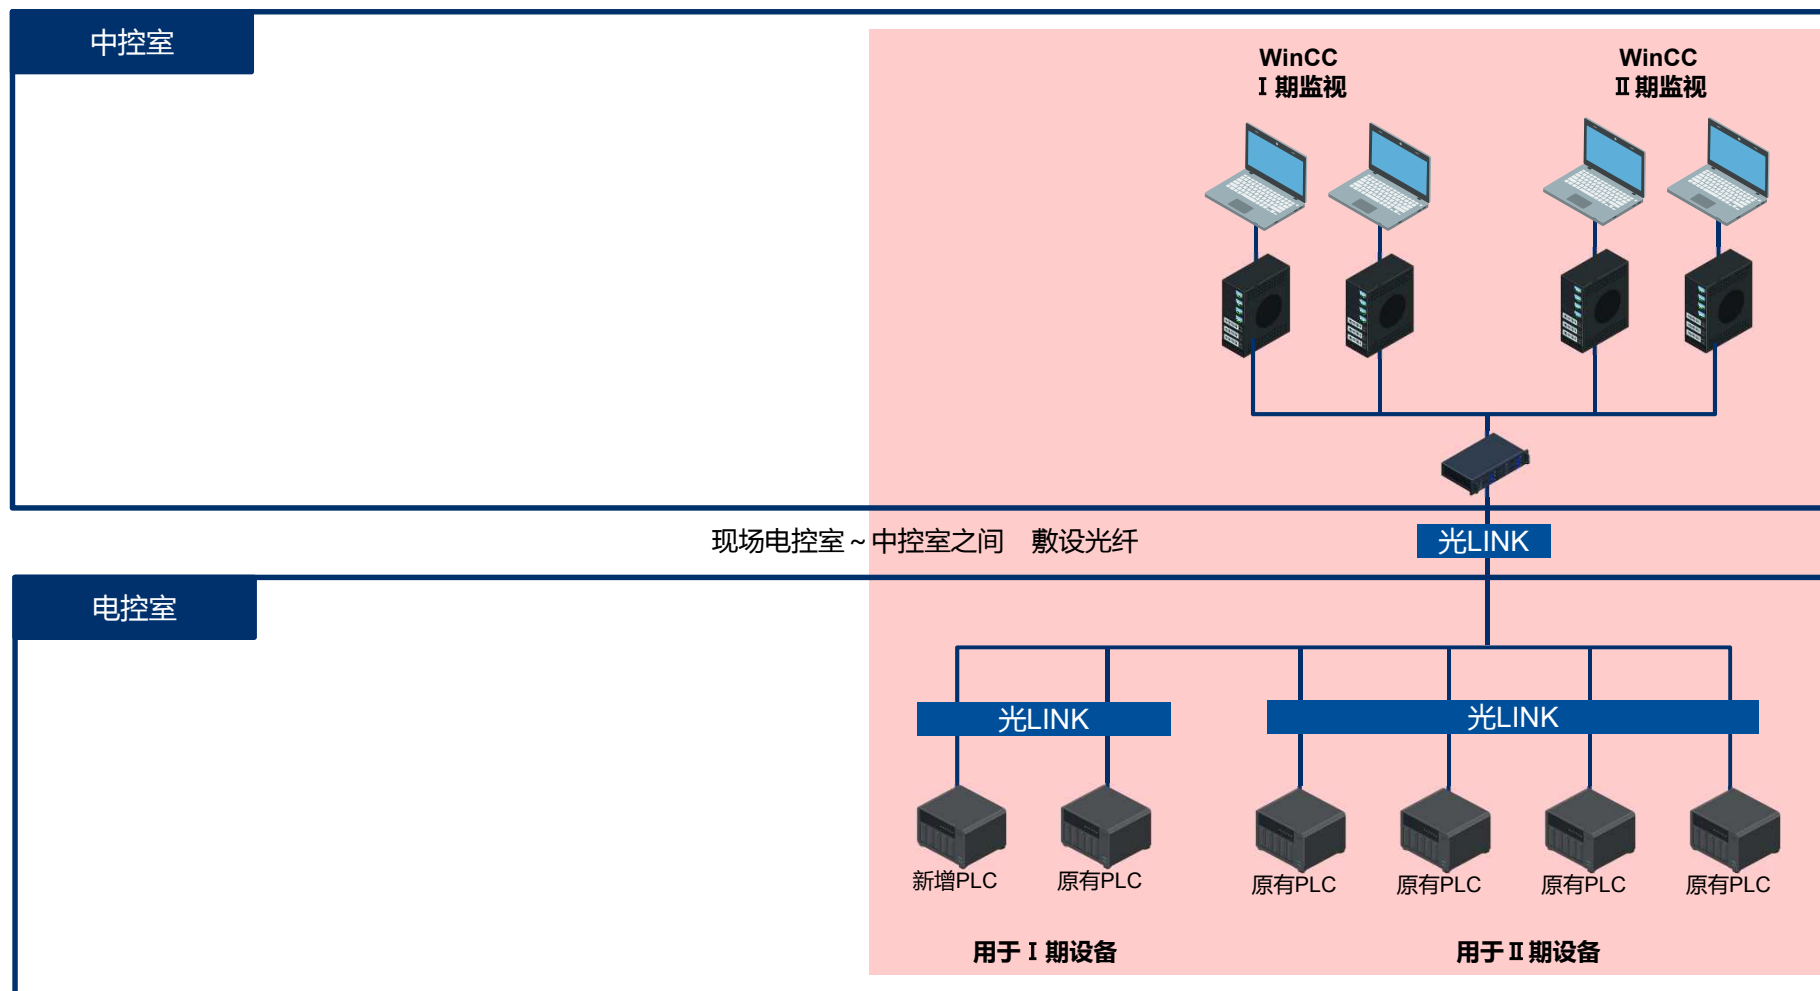 中控室
WinCC
Ⅰ期监视
WinCC
Ⅱ期监视
现场电控室~中控室之间　敷设光纤
光LINK
电控室
光LINK
光LINK
新增PLC
原有PLC
原有PLC
原有PLC
原有PLC
原有PLC
用于Ⅰ期设备
用于Ⅱ期设备